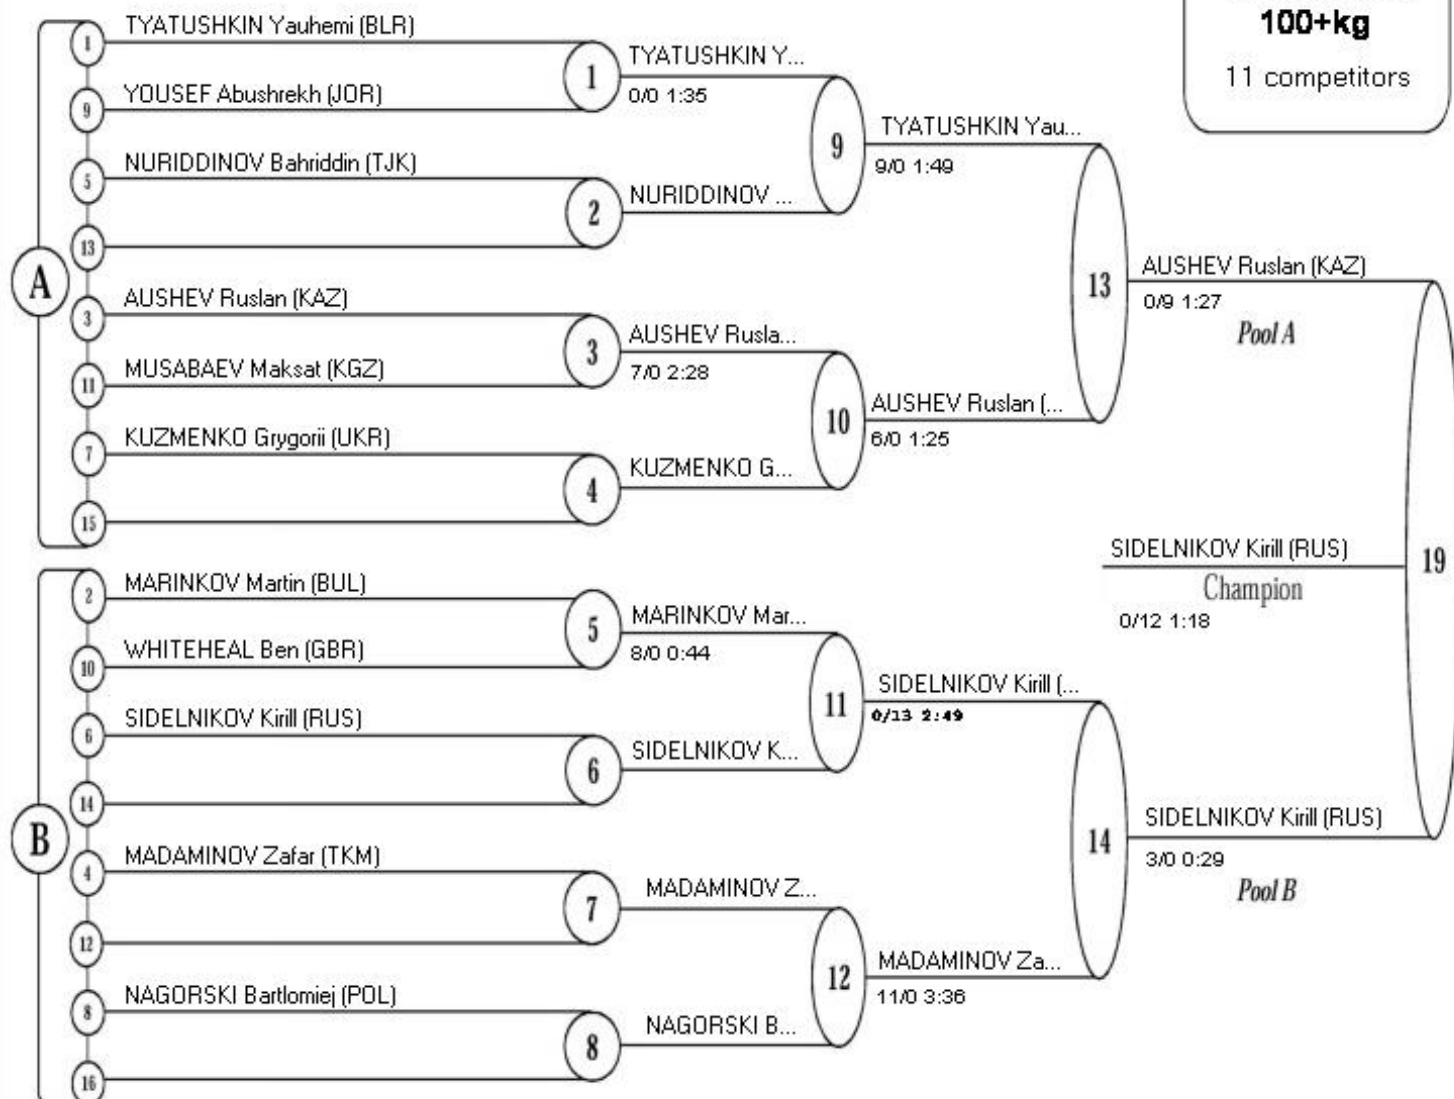 100+kg
11 competitors
A
1
TYATUSHKIN Yauhemi (BLR)
9
YOUSEF Abushrekh (JOR)
5
NURIDDINOV Bahriddin (TJK)
13
3
AUSHEV Ruslan (KAZ)
11
MUSABAEV Maksat (KGZ)
7
KUZMENKO Grygorii (UKR)
15
1
TYATUSHKIN Y...
0/0 1:35
2
NURIDDINOV ...
3
AUSHEV Rusla...
7/0 2:28
4
KUZMENKO G...
9
TYATUSHKIN Yau...
9/0 1:49
10
AUSHEV Ruslan (...
6/0 1:25
13
AUSHEV Ruslan (KAZ)
0/9 1:27
Pool A
B
2
MARINKOV Martin (BUL)
10
WHITEHEAL Ben (GBR)
6
SIDELNIKOV Kirill (RUS)
14
4
MADAMINOV Zafar (TKM)
12
8
NAGORSKI Bartlomiej (POL)
16
5
MARINKOV Mar...
8/0 0:44
6
SIDELNIKOV K...
7
MADAMINOV Z...
8
NAGORSKI B...
11
SIDELNIKOV Kirill (...
0/13 2:49
12
MADAMINOV Za...
11/0 3:36
14
SIDELNIKOV Kirill (RUS)
3/0 0:29
Pool B
19
SIDELNIKOV Kirill (RUS)
Champion
0/12 1:18